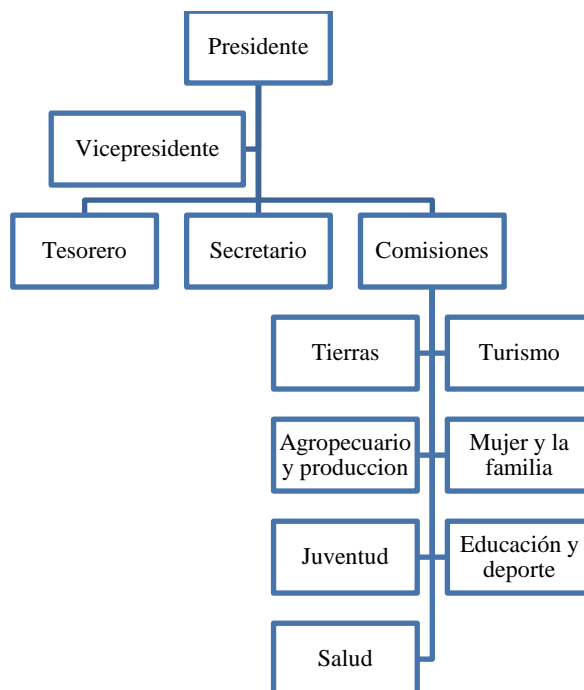 Presidente
Vicepresidente
Tesorero
Secretario
Comisiones
Tierras
Turismo
Agropecuario
y produccion
Mujer y la
familia
Juventud
Educación y
deporte
Salud